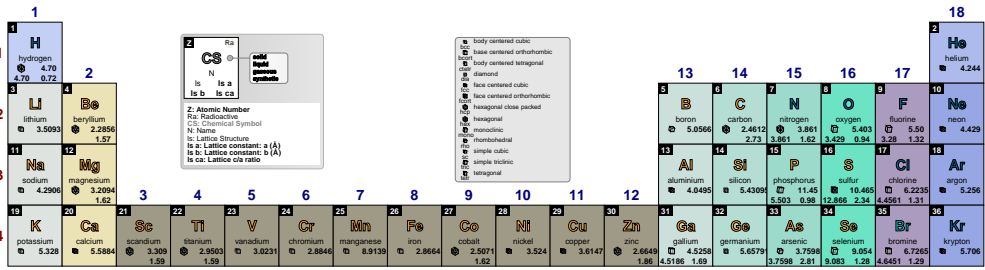 1
18
1
H
hydrogen
4.70
4.70 0.72
2
He
helium
4.244
Z
Ra
CS
N
ls
ls a
ls b
ls ca
solid
liquid
gaseous
synthetic
Z: Atomic Number
Ra: Radioactive
CS: Chemical Symbol
N: Name
ls: Lattice Structure
ls a: Lattice constant: a (Å)
ls b: Lattice constant: b (Å)
ls ca: Lattice c/a ratio
body centered cubic
bcc
base centered orthorhombic
bcort
body centered tetragonal
diamond
dia
face centered cubic
fcc
face centered orthorhombic
fcort
hexagonal close packed
hcp
hexagonal
hex
monoclinic
mono
rhombohedral
rho
simple cubic
sc
simple triclinic
tric
tetragonal
tetr
2
13
14
15
16
17
2
3
Li
lithium
3.5093
4
Be
beryllium
2.2856
1.57
5
B
boron
5.0566
6
C
carbon
2.4612
2.73
7
N
nitrogen
3.861
3.861 1.62
8
O
oxygen
5.403
3.429 0.94
9
F
fluorine
5.50
3.28 1.32
10
Ne
neon
4.429
3
11
Na
sodium
4.2906
12
Mg
magnesium
3.2094
1.62
13
Al
aluminium
4.0495
14
Si
silicon
5.43095
15
P
phosphorus
11.45
5.503 0.98
16
S
sulfur
10.465
12.866 2.34
17
Cl
chlorine
6.2235
4.4561 1.31
18
Ar
argon
5.256
3
4
5
6
7
8
9
10
11
12
4
19
K
potassium
5.328
20
Ca
calcium
5.5884
21
Sc
scandium
3.309
1.59
22
Ti
titanium
2.9503
1.59
23
V
vanadium
3.0231
24
Cr
chromium
2.8846
25
Mn
manganese
8.9139
26
Fe
iron
2.8664
27
Co
cobalt
2.5071
1.62
28
Ni
nickel
3.524
29
Cu
copper
3.6147
30
Zn
zinc
2.6649
1.86
31
Ga
gallium
4.5258
4.5186 1.69
32
Ge
germanium
5.65791
33
As
arsenic
3.7598
3.7598 2.81
34
Se
selenium
9.054
9.083 1.28
35
Br
bromine
6.7265
4.6451 1.29
36
Kr
krypton
5.706